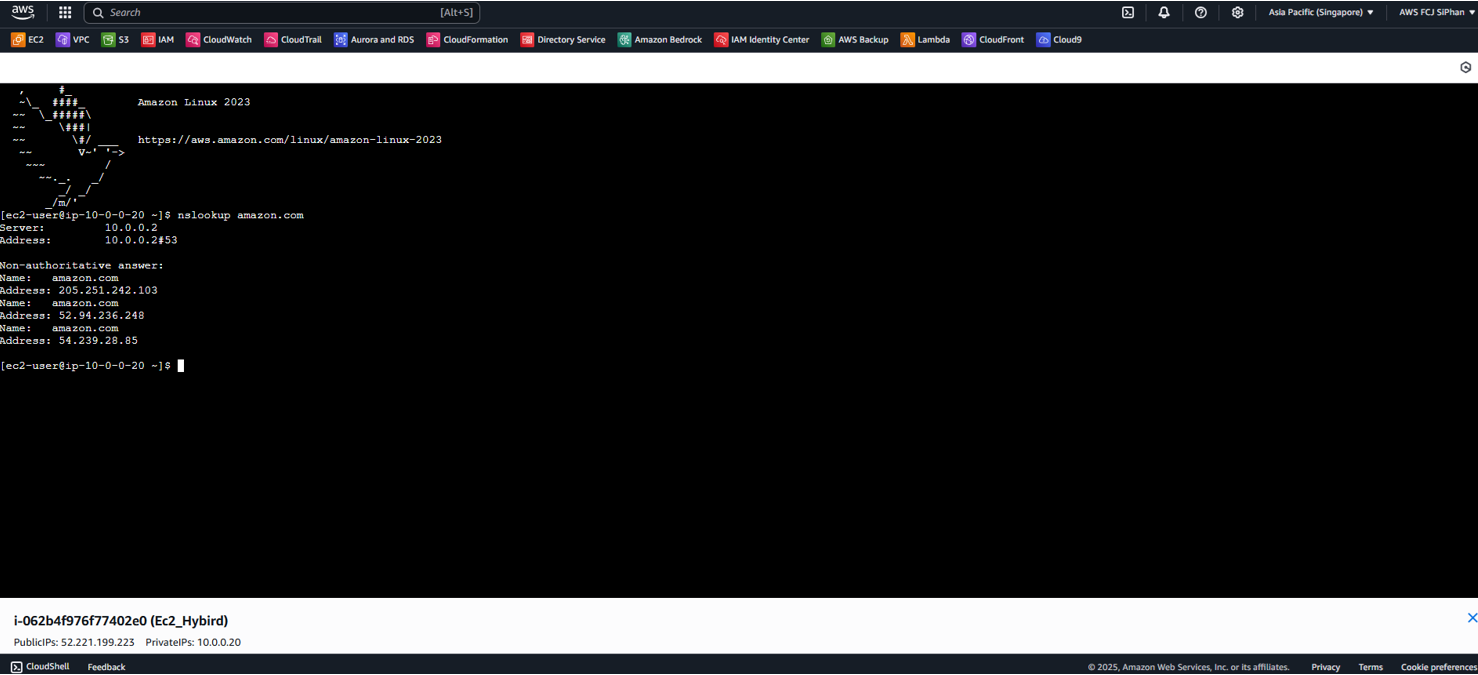 aws Search [Alt+S] Asia Pacific (Singapore) AWS FCJ SiPhan
EC2 VPC S3 IAM CloudWatch CloudTrail Aurora and RDS CloudFormation Directory Service Amazon Bedrock IAM Identity Center AWS Backup Lambda CloudFront Cloud9
   ,     #_
   ~\_  ####_        Amazon Linux 2023
  ~~  \_#####\
  ~~     \###|
  ~~       \#/ ___   https://aws.amazon.com/linux/amazon-linux-2023
   ~~       V~' '->
    ~~~         /
      ~~._.   _/
         _/ _/
       _/m/'
[ec2-user@ip-10-0-0-20 ~]$ nslookup amazon.com
Server:         10.0.0.2
Address:        10.0.0.2#53
Non-authoritative answer:
Name:   amazon.com
Address: 205.251.242.103
Name:   amazon.com
Address: 52.94.236.248
Name:   amazon.com
Address: 54.239.28.85
[ec2-user@ip-10-0-0-20 ~]$
i-062b4f976f77402e0 (Ec2_Hybird)
PublicIPs: 52.221.199.223 PrivateIPs: 10.0.0.20
CloudShell Feedback © 2025, Amazon Web Services, Inc. or its affiliates. Privacy Terms Cookie preferences